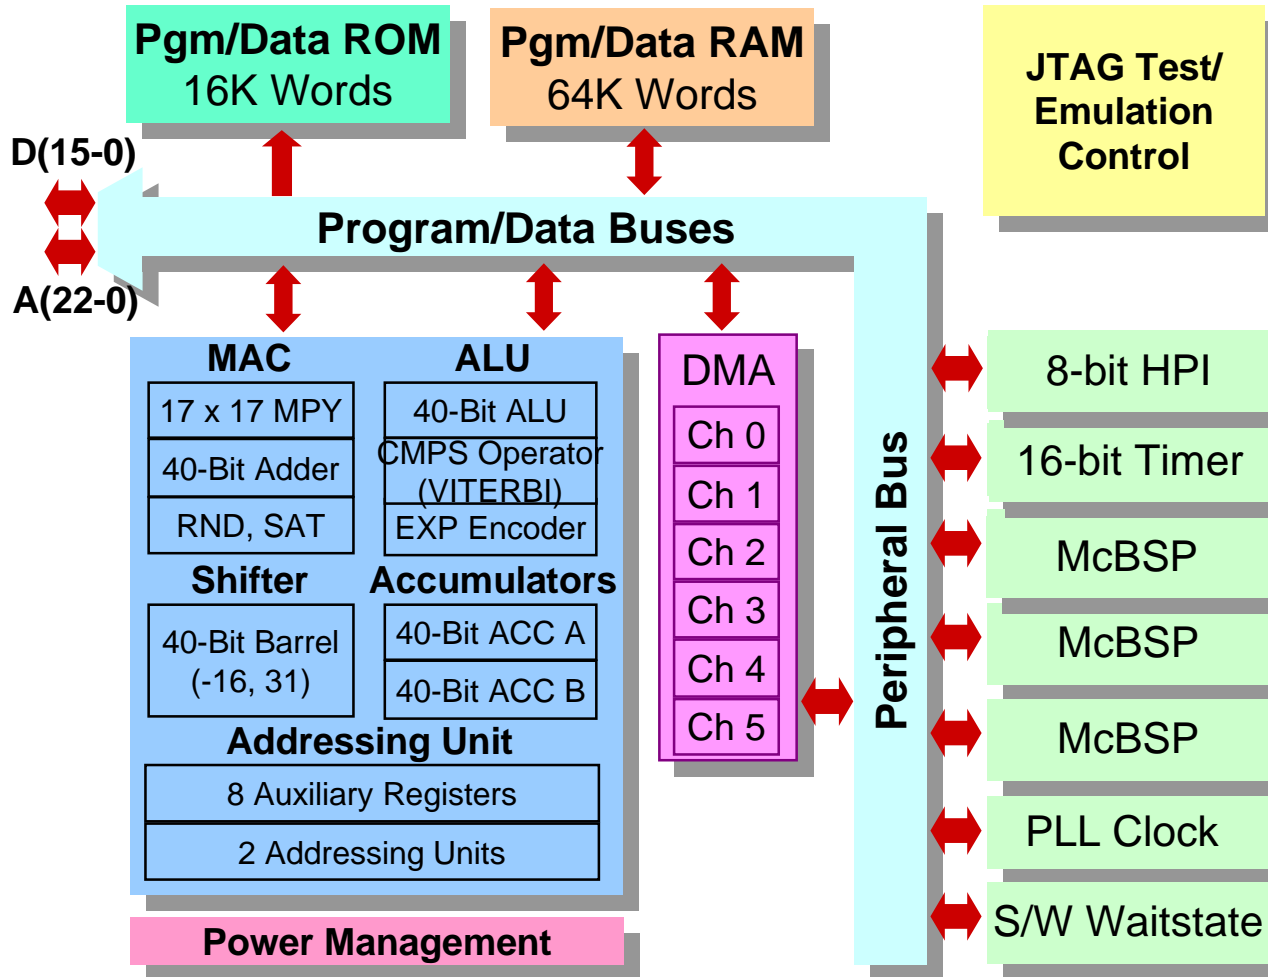 Pgm/Data ROM
16K Words
Pgm/Data RAM
64K Words
JTAG Test/
Emulation
Control
D(15-0)
A(22-0)
Program/Data Buses
MAC
17 x 17 MPY
40-Bit Adder
RND, SAT
ALU
40-Bit ALU
CMPS Operator
(VITERBI)
EXP Encoder
Shifter
40-Bit Barrel
(-16, 31)
Accumulators
40-Bit ACC A
40-Bit ACC B
Addressing Unit
8 Auxiliary Registers
2 Addressing Units
Power Management
DMA
Ch 0
Ch 1
Ch 2
Ch 3
Ch 4
Ch 5
Peripheral Bus
8-bit HPI
16-bit Timer
McBSP
McBSP
McBSP
PLL Clock
S/W Waitstate